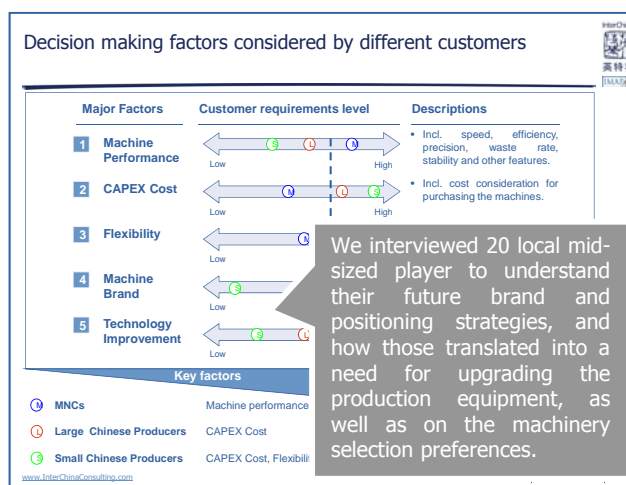 Decision making factors considered by different customers
InterCh
英特
Major Factors
Customer requirements level
Descriptions
1
Machine
Performance
S
L
M
Low
High
• Incl. speed, efficiency,
precision, waste rate,
stability and other features.
2
CAPEX Cost
M
L
S
Low
High
• Incl. cost consideration for
purchasing the machines.
3
Flexibility
M
Low
4
Machine
Brand
S
Low
5
Technology
Improvement
S
L
Low
We interviewed 20 local mid-
sized player to understand
their future brand and
positioning strategies, and
how those translated into a
need for upgrading the
production equipment, as
well as on the machinery
selection preferences.
Key factors
M
MNCs
Machine performance
L
Large Chinese Producers
CAPEX Cost
S
Small Chinese Producers
CAPEX Cost, Flexibili
www.InterChinaConsulting.com